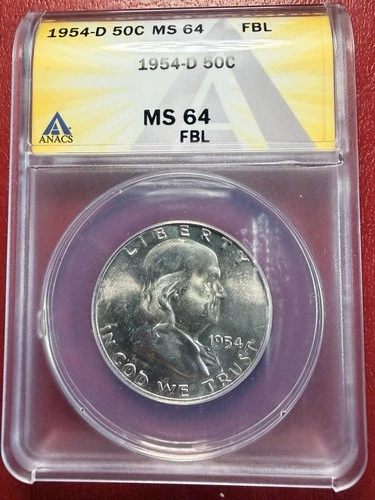 1954-D 50C MS 64 FBL
1954-D 50C
MS 64
FBL
ANACS
LIBERTY
1954
IN GOD WE TRUST